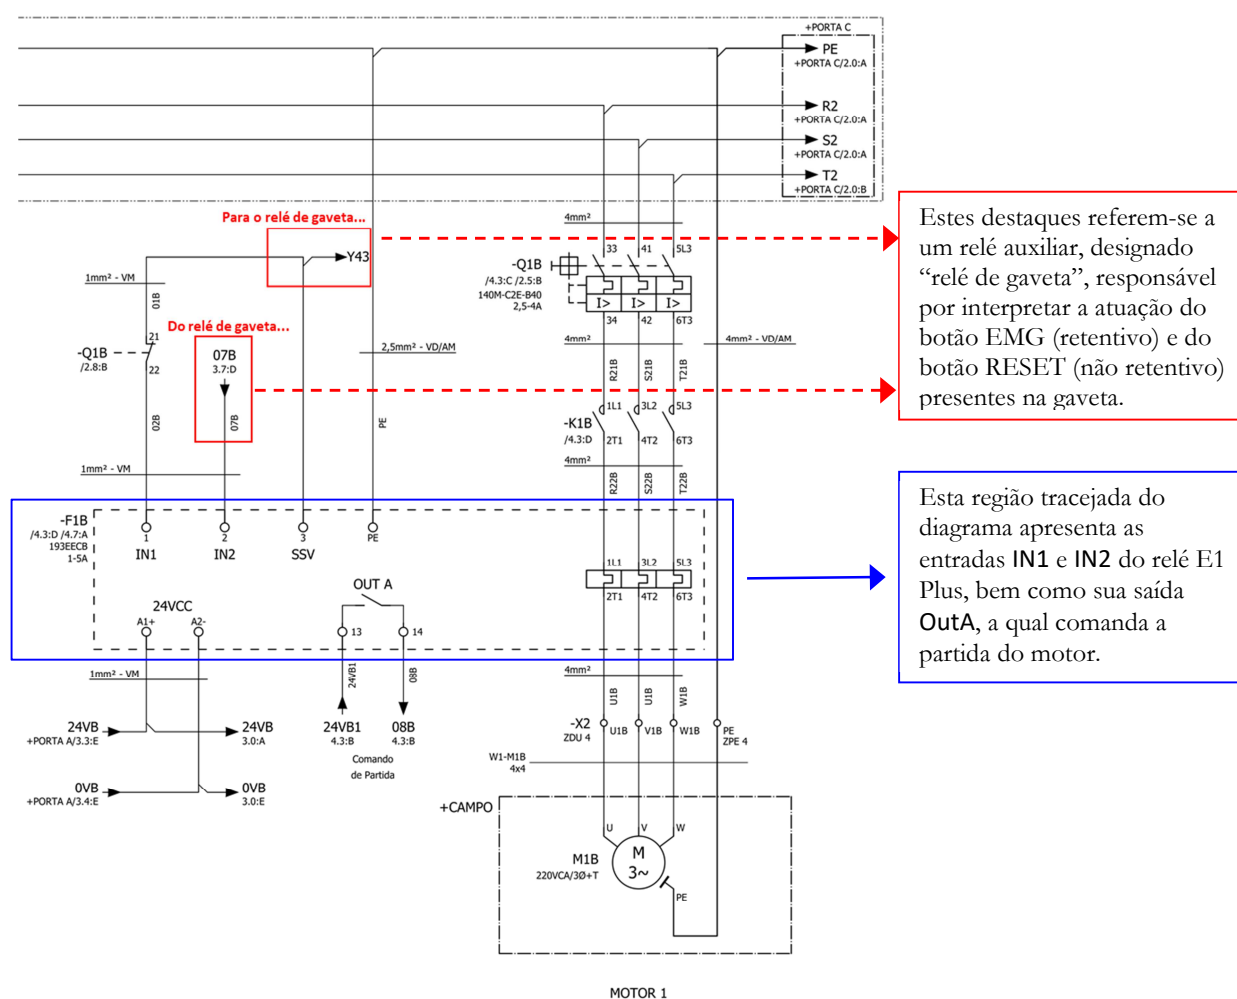 +PORTA C
PE
+PORTA C/2.0:A
R2
+PORTA C/2.0:A
S2
+PORTA C/2.0:A
T2
+PORTA C/2.0:B
Para o relé de gaveta...
Y43
1mm² - VM
01B
21
-Q1B
/2.8:B
22
02B
Do relé de gaveta...
07B
3.7:D
07B
1mm² - VM
2,5mm² - VD/AM
PE
4mm²
33
41
5L3
-Q1B
/4.3:C /2.5:B
140M-C2E-B40
2,5-4A
I>
I>
I>
34
42
6T3
4mm²
4mm² - VD/AM
R21B
S21B
T21B
1L1
3L2
5L3
-K1B
/4.3:D
2T1
4T2
6T3
4mm²
R22B
S22B
T22B
Estes destaques referem-se a
um relé auxiliar, designado
“relé de gaveta”, responsável
por interpretar a atuação do
botão EMG (retentivo) e do
botão RESET (não retentivo)
presentes na gaveta.
-F1B
/4.3:D /4.7:A
193EECB
1-5A
1
IN1
2
IN2
3
SSV
PE
1L1
3L2
5L3
2T1
4T2
6T3
OUT A
13
14
24VCC
A1+
A2-
Esta região tracejada do
diagrama apresenta as
entradas IN1 e IN2 do relé E1
Plus, bem como sua saída
OutA, a qual comanda a
partida do motor.
1mm² - VM
24VB1
08B
24VB
+PORTA A/3.3:E
24VB
3.0:A
24VB1
4.3:B
08B
4.3:B
Comando
de Partida
0VB
+PORTA A/3.4:E
0VB
3.0:E
4mm²
U1B
U1B
W1B
-X2
ZDU 4
U1B
V1B
W1B
PE
ZPE 4
W1-M1B
4x4
+CAMPO
U
V
W
M1B
220VCA/3Ø+T
M
3~
PE
MOTOR 1